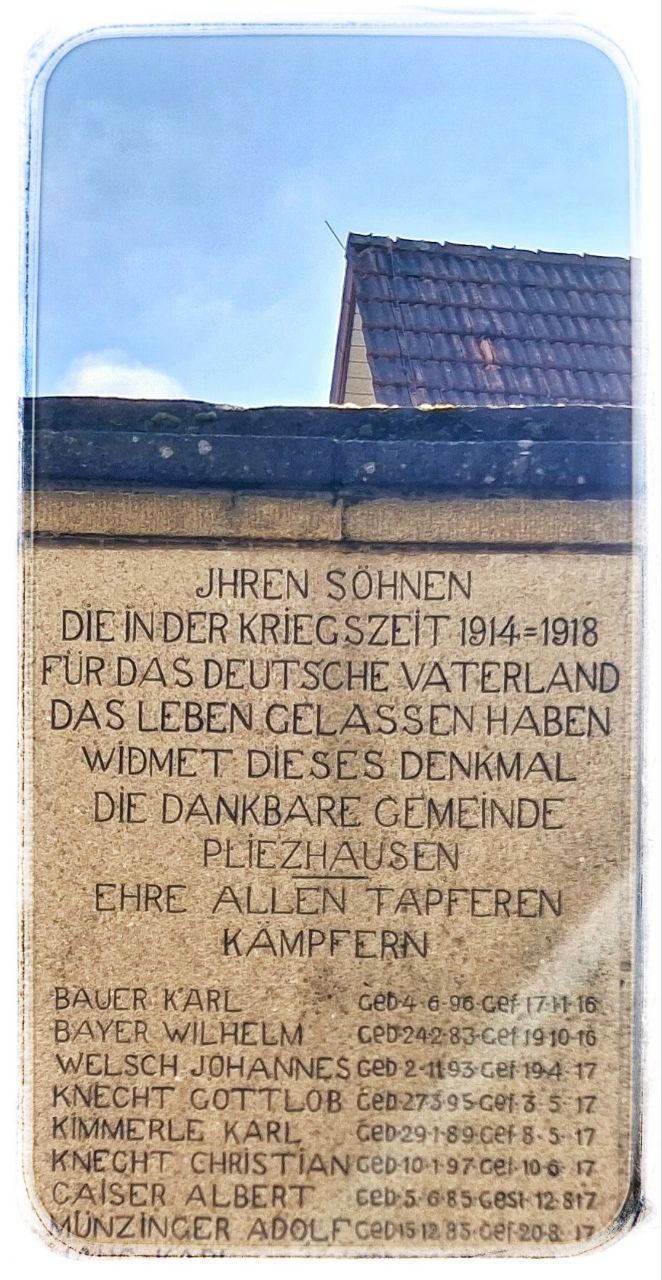 JHREN SÖHNEN
DIE IN DER KRIEGSZEIT 1914=1918
FÜR DAS DEUTSCHE VATERLAND
DAS LEBEN GELASSEN HABEN
WIDMET DIESES DENKMAL
DIE DANKBARE GEMEINDE
PLIEZHAUSEN
EHRE ALLEN TAPFEREN
KÄMPFERN
BAUER KARL geb·4·6·96·gef·17·11·16
BAYER WILHELM geb·24·2·83·gef·19·10·16
WELSCH JOHANNES geb·2·11·93·gef·19·4·17
KNECHT GOTTLOB geb·27·3·95·gef·3·5·17
KIMMERLE KARL geb·29·1·89·gef·8·5·17
KNECHT CHRISTIAN geb·10·1·97·gef·10·6·17
CAISER ALBERT geb·5·6·85·gest·12·8·17
MÜNZINGER ADOLF geb·15·12·85·gef·20·8·17
KARL